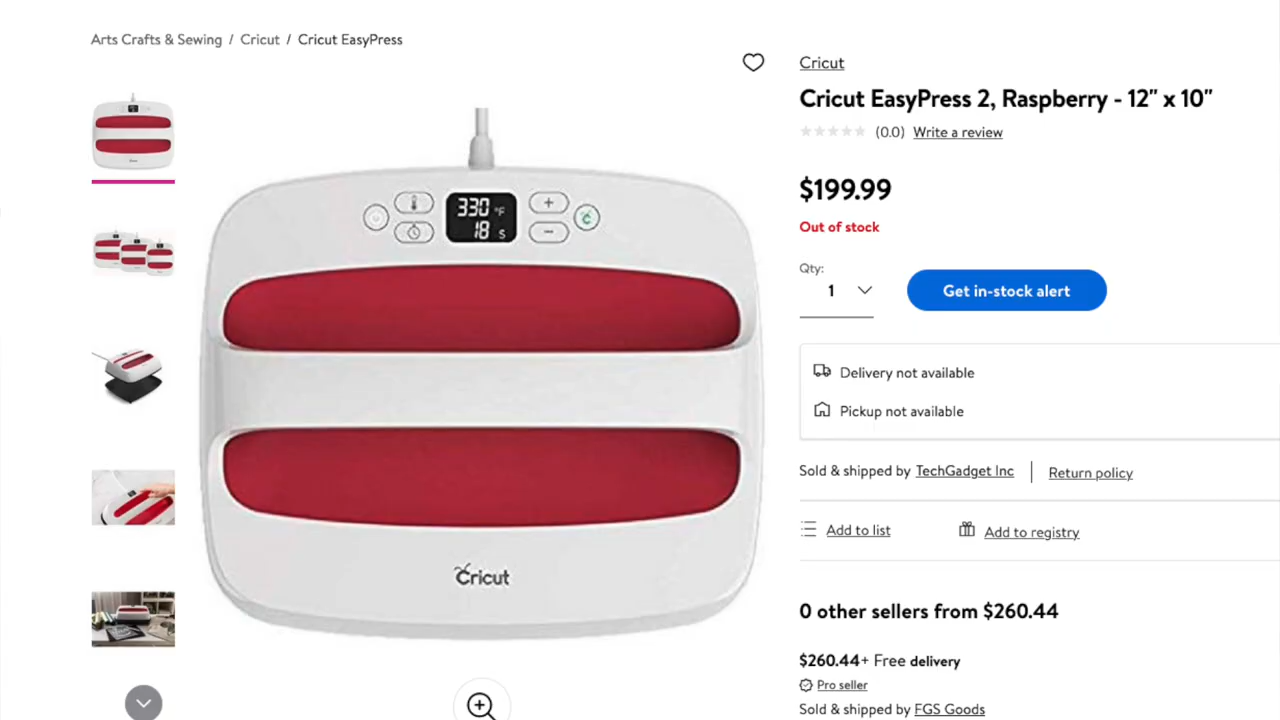 Arts Crafts & Sewing / Cricut / Cricut EasyPress
Cricut
Cricut EasyPress 2, Raspberry - 12" x 10"
(0.0) Write a review
$199.99
Out of stock
Qty:
1
Get in-stock alert
Delivery not available
Pickup not available
Sold & shipped by TechGadget Inc | Return policy
Add to list
Add to registry
0 other sellers from $260.44
$260.44+ Free delivery
Pro seller
Sold & shipped by FGS Goods
330 °F
18 s
Cricut